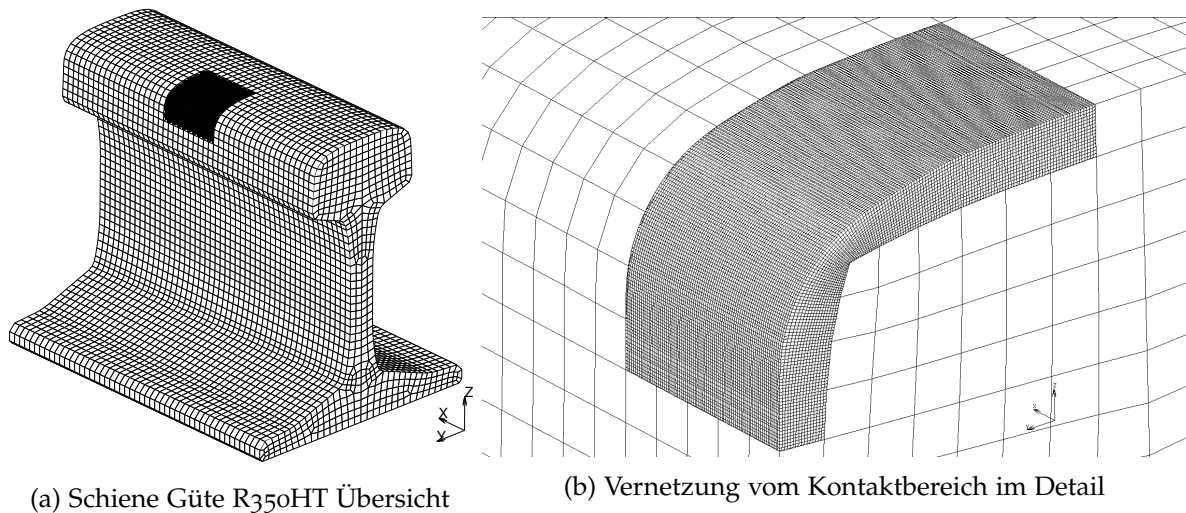 Z
X
Y
Z
X
Y
(a) Schiene Güte R350HT Übersicht
(b) Vernetzung vom Kontaktbereich im Detail